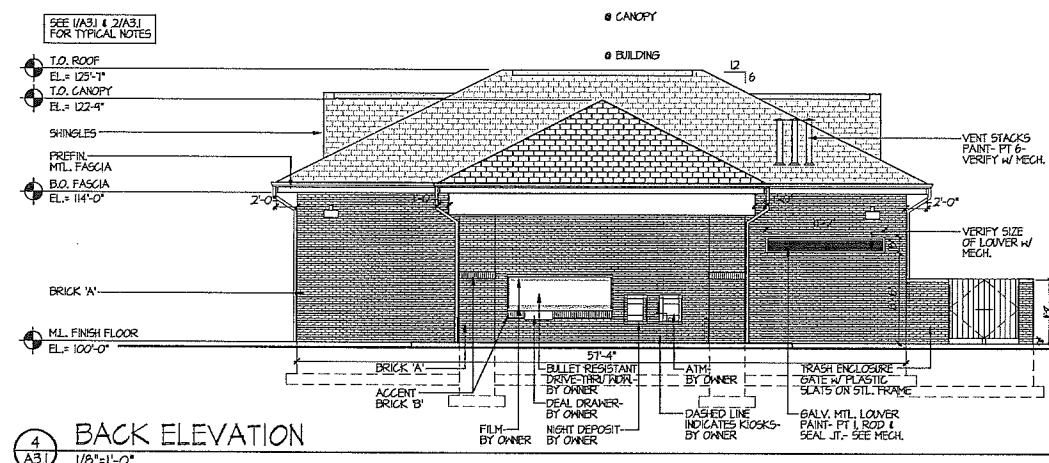 SEE 1/A3.1 & 2/A3.1
FOR TYPICAL NOTES
CANOPY
BUILDING
12
6
T.O. ROOF
EL.= 125'-7"
T.O. CANOPY
EL.= 122'-9"
SHINGLES
PREFIN.
MTL. FASCIA
B.O. FASCIA
EL.= 114'-0"
2'-0"
2'-0"
VENT STACKS
PAINT- PT 6-
VERIFY W/ MECH.
VERIFY SIZE
OF LOUVER W/
MECH.
BRICK 'A'
M.L. FINISH FLOOR
EL.= 100'-0"
57'-4"
BRICK 'A'
ACCENT
BRICK 'B'
FILM
BY OWNER
BULLET RESISTANT
DRIVE-THRU WDW.-
BY OWNER
DEAL DRAWER-
BY OWNER
NIGHT DEPOSIT-
BY OWNER
ATM-
BY OWNER
DASHED LINE
INDICATES KIOSKS-
BY OWNER
TRASH ENCLOSURE
GATE W/ PLASTIC
SLATS ON STL. FRAME
GALV. MTL. LOUVER
PAINT- PT 1, ROD &
SEAL JT.- SEE MECH.
4
A3.1
BACK ELEVATION
1/8"=1'-0"